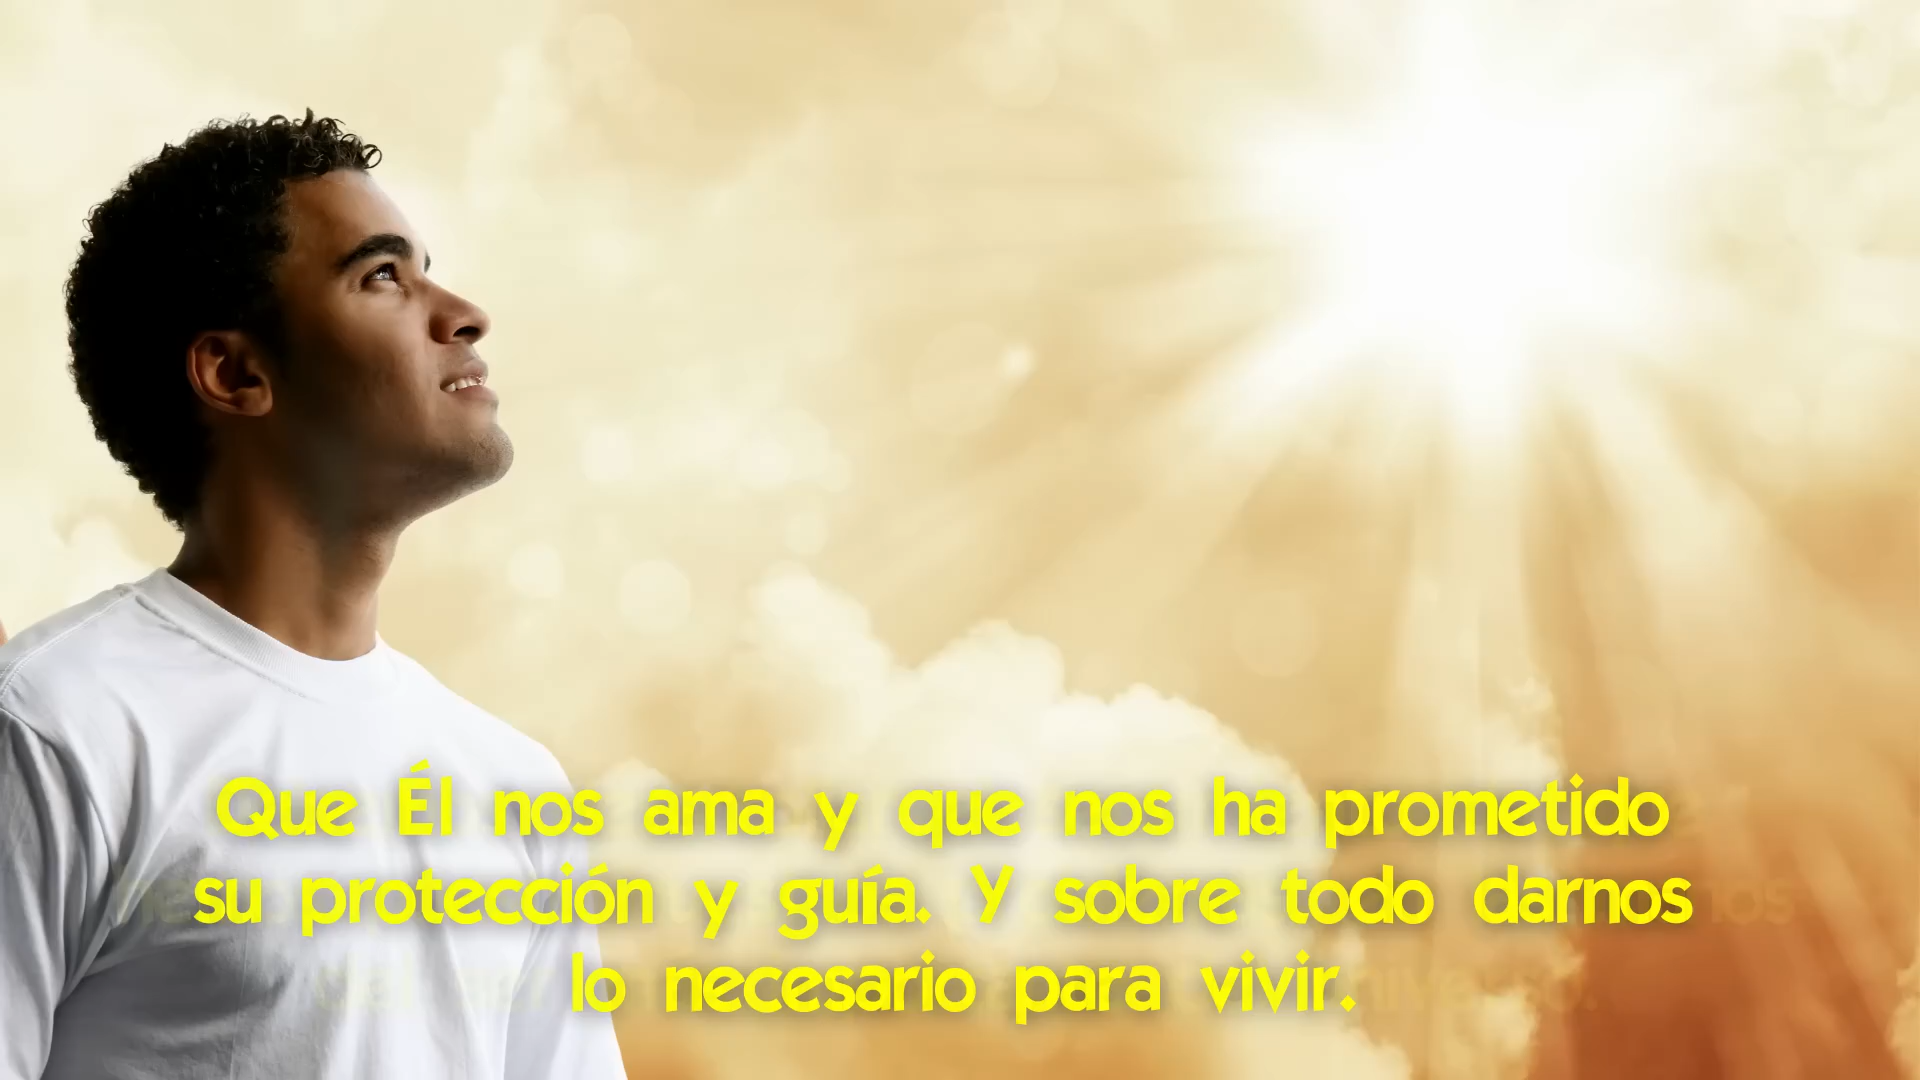 Que Él nos ama y que nos ha prometido
su protección y guía. Y sobre todo darnos
lo necesario para vivir.